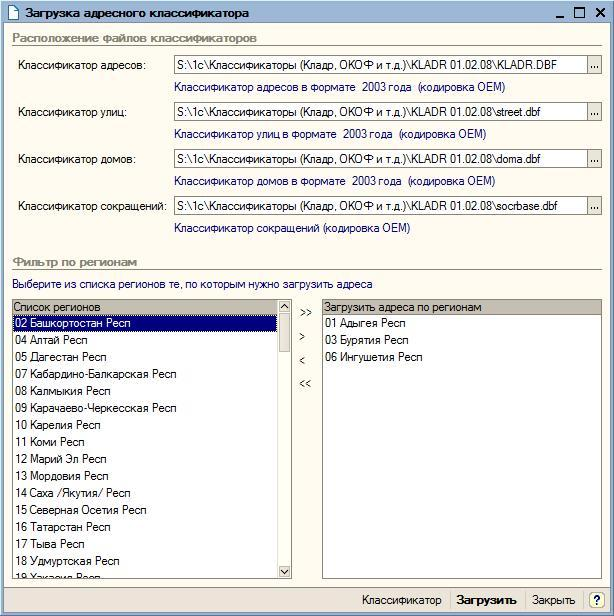 Загрузка адресного классификатора
Расположение файлов классификаторов
Классификатор адресов: S:\1c\Классификаторы (Кладр, ОКОФ и т.д.)\KLADR 01.02.08\KLADR.DBF ...
Классификатор адресов в формате 2003 года (кодировка OEM)
Классификатор улиц: S:\1c\Классификаторы (Кладр, ОКОФ и т.д.)\KLADR 01.02.08\street.dbf ...
Классификатор улиц в формате 2003 года (кодировка OEM)
Классификатор домов: S:\1c\Классификаторы (Кладр, ОКОФ и т.д.)\KLADR 01.02.08\doma.dbf ...
Классификатор домов в формате 2003 года (кодировка OEM)
Классификатор сокращений: S:\1c\Классификаторы (Кладр, ОКОФ и т.д.)\KLADR 01.02.08\socrbase.dbf ...
Классификатор сокращений (кодировка OEM)
Фильтр по регионам
Выберите из списка регионов те, по которым нужно загрузить адреса
Список регионов
02 Башкортостан Респ
04 Алтай Респ
05 Дагестан Респ
07 Кабардино-Балкарская Респ
08 Калмыкия Респ
09 Карачаево-Черкесская Респ
10 Карелия Респ
11 Коми Респ
12 Марий Эл Респ
13 Мордовия Респ
14 Саха /Якутия/ Респ
15 Северная Осетия Респ
16 Татарстан Респ
17 Тыва Респ
18 Удмуртская Респ
19 Хакасия Респ
>>
>
<
<<
Загрузить адреса по регионам
01 Адыгея Респ
03 Бурятия Респ
06 Ингушетия Респ
Классификатор Загрузить Закрыть ?